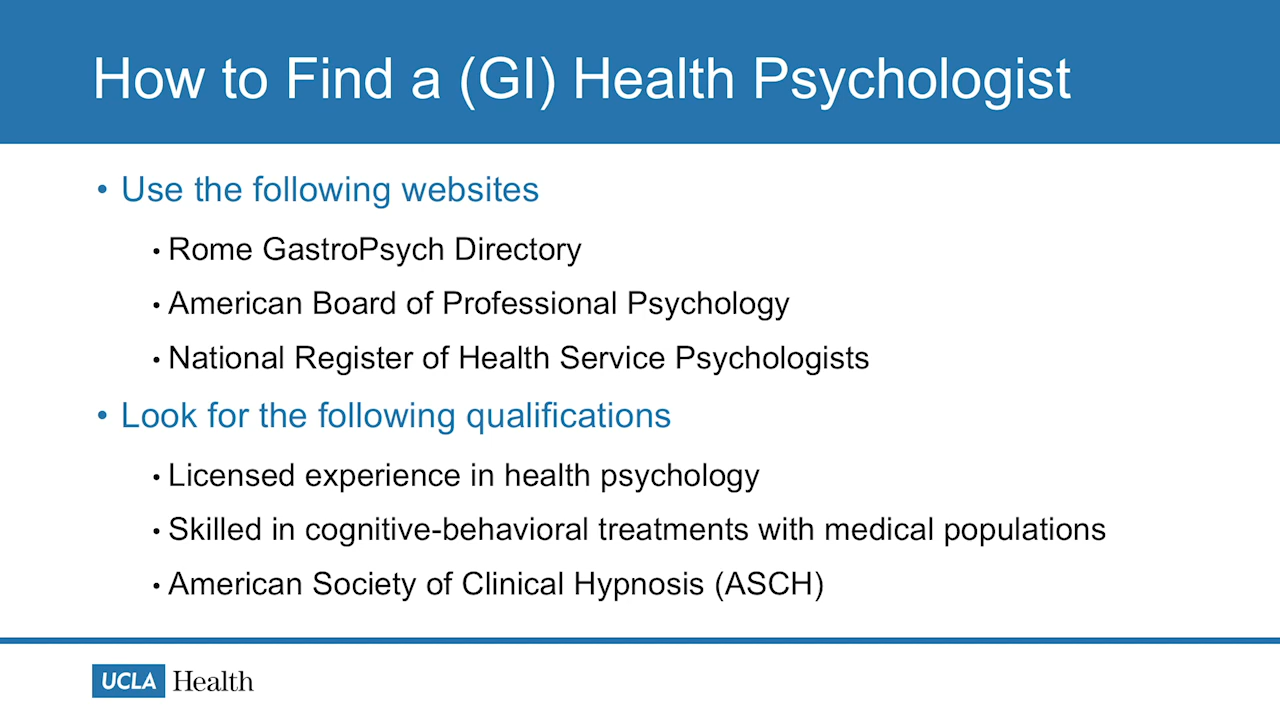 How to Find a (GI) Health Psychologist
• Use the following websites
• Rome GastroPsych Directory
• American Board of Professional Psychology
• National Register of Health Service Psychologists
• Look for the following qualifications
• Licensed experience in health psychology
• Skilled in cognitive-behavioral treatments with medical populations
• American Society of Clinical Hypnosis (ASCH)
UCLA Health